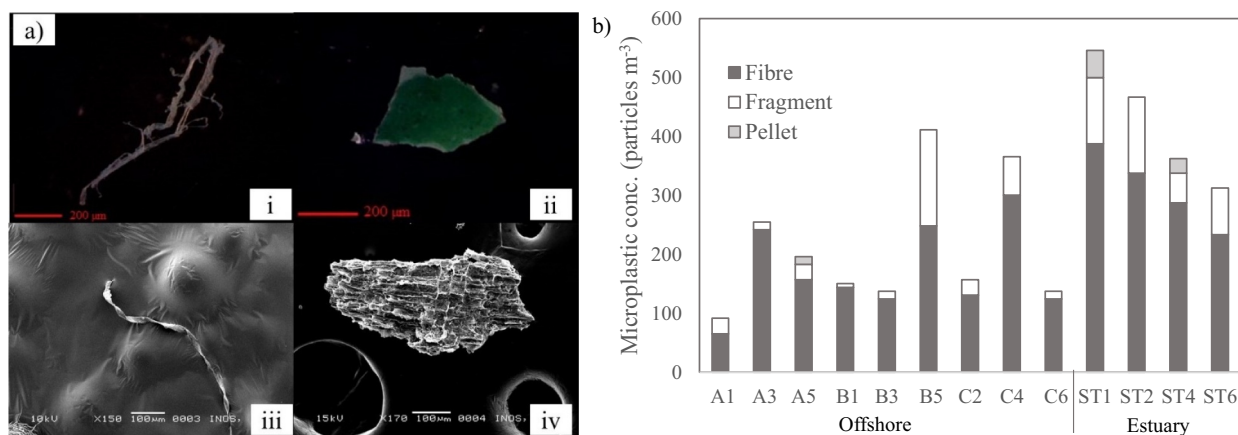 a)
i
200 μm
ii
200 μm
iii
10kV X150 100μm 0003 INOS,
iv
15kV X170 100μm 0004 INOS,
b)
Microplastic conc. (particles m-3)
600
500
400
300
200
100
0
Fibre
Fragment
Pellet
A1 A3 A5 B1 B3 B5 C2 C4 C6 ST1 ST2 ST4 ST6
Offshore Estuary